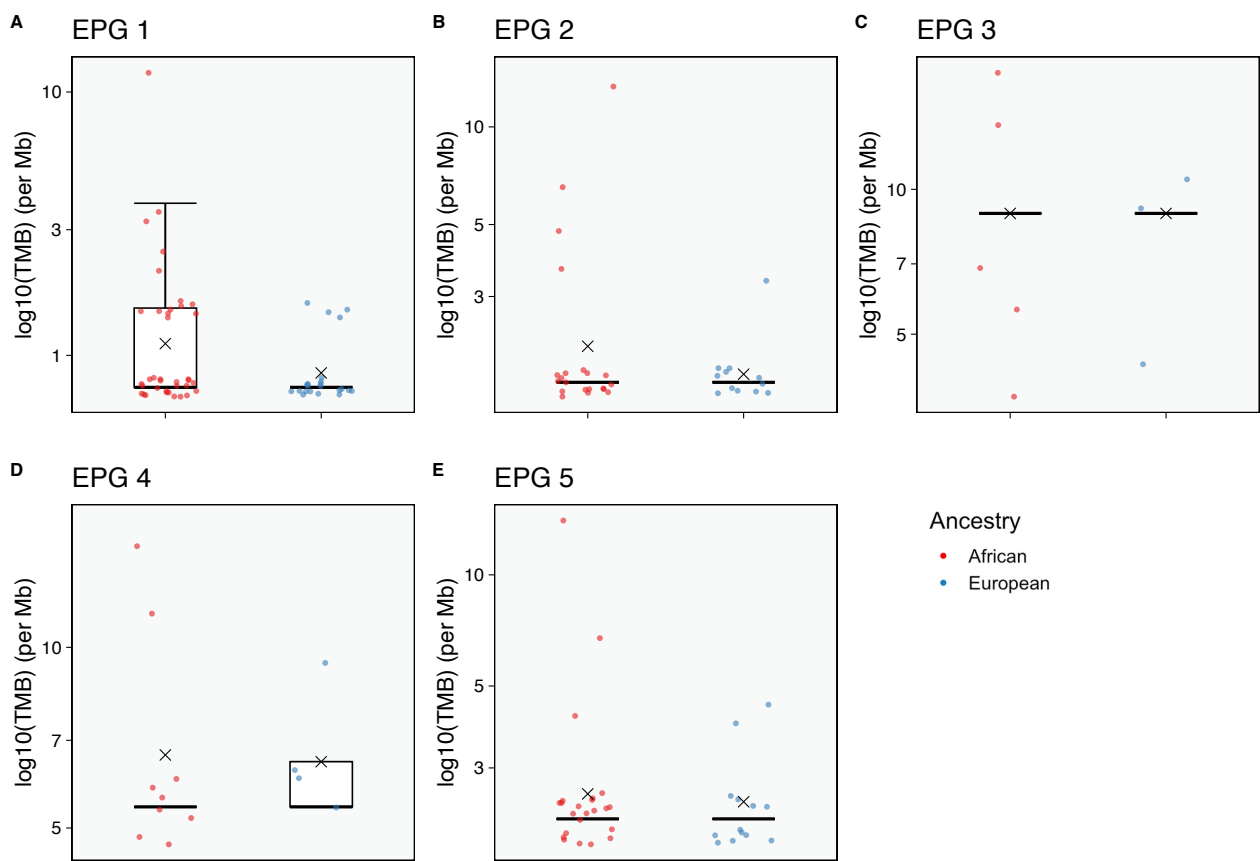 A
EPG 1
log10(TMB) (per Mb)
10
3
1
B
EPG 2
log10(TMB) (per Mb)
10
5
3
C
EPG 3
log10(TMB) (per Mb)
10
7
5
D
EPG 4
log10(TMB) (per Mb)
10
7
5
E
EPG 5
log10(TMB) (per Mb)
10
5
3
Ancestry
African
European